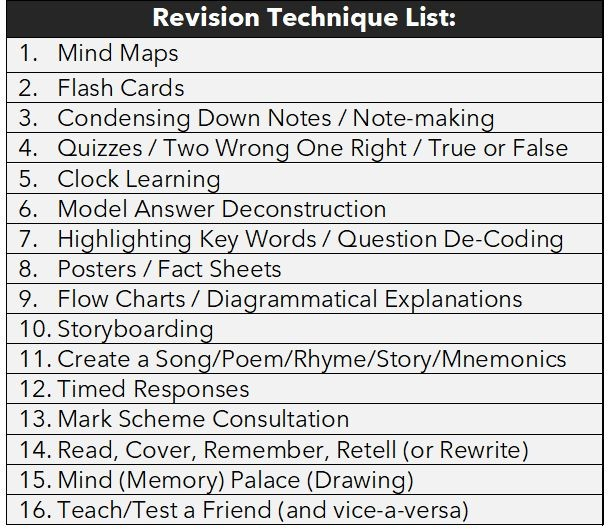 Revision Technique List:
1. Mind Maps
2. Flash Cards
3. Condensing Down Notes / Note-making
4. Quizzes / Two Wrong One Right / True or False
5. Clock Learning
6. Model Answer Deconstruction
7. Highlighting Key Words / Question De-Coding
8. Posters / Fact Sheets
9. Flow Charts / Diagrammatical Explanations
10. Storyboarding
11. Create a Song/Poem/Rhyme/Story/Mnemonics
12. Timed Responses
13. Mark Scheme Consultation
14. Read, Cover, Remember, Retell (or Rewrite)
15. Mind (Memory) Palace (Drawing)
16. Teach/Test a Friend (and vice-a-versa)